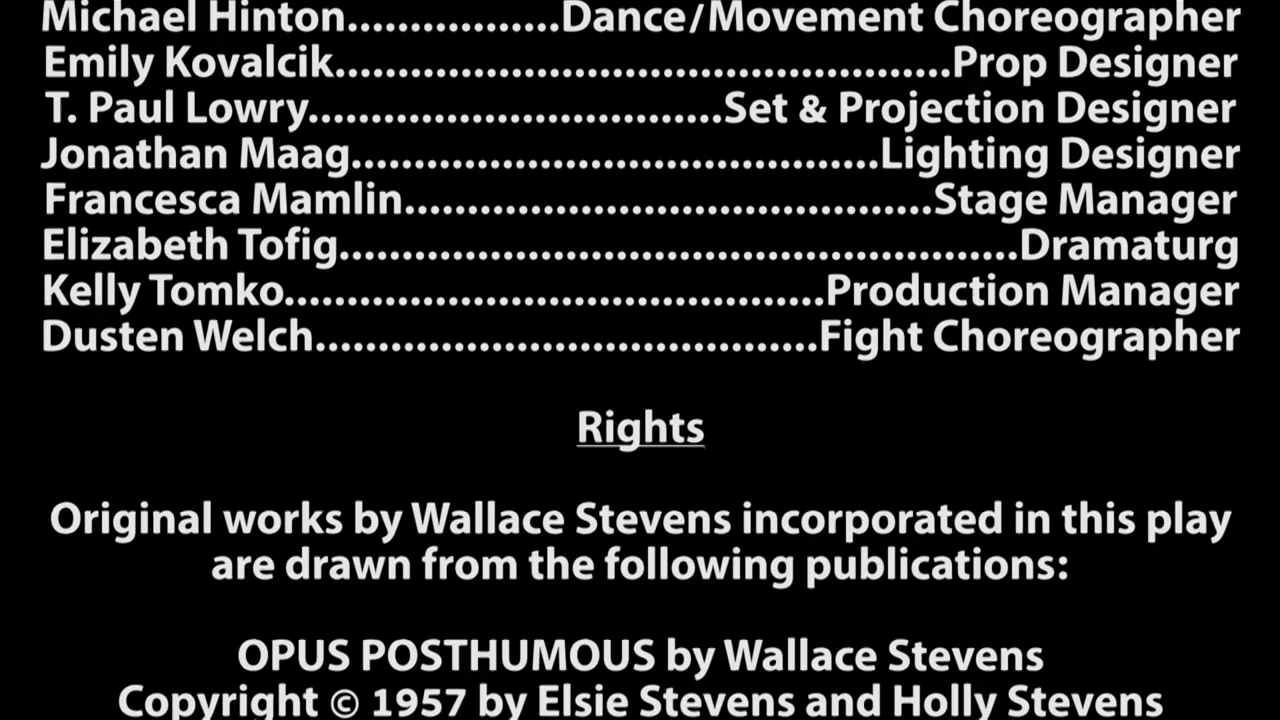 Michael Hinton.................Dance/Movement Choreographer
Emily Kovalcik.................................................Prop Designer
T. Paul Lowry.................................Set & Projection Designer
Jonathan Maag..........................................Lighting Designer
Francesca Mamlin..........................................Stage Manager
Elizabeth Tofig......................................................Dramaturg
Kelly Tomko...........................................Production Manager
Dusten Welch........................................Fight Choreographer
Rights
Original works by Wallace Stevens incorporated in this play
are drawn from the following publications:
OPUS POSTHUMOUS by Wallace Stevens
Copyright © 1957 by Elsie Stevens and Holly Stevens